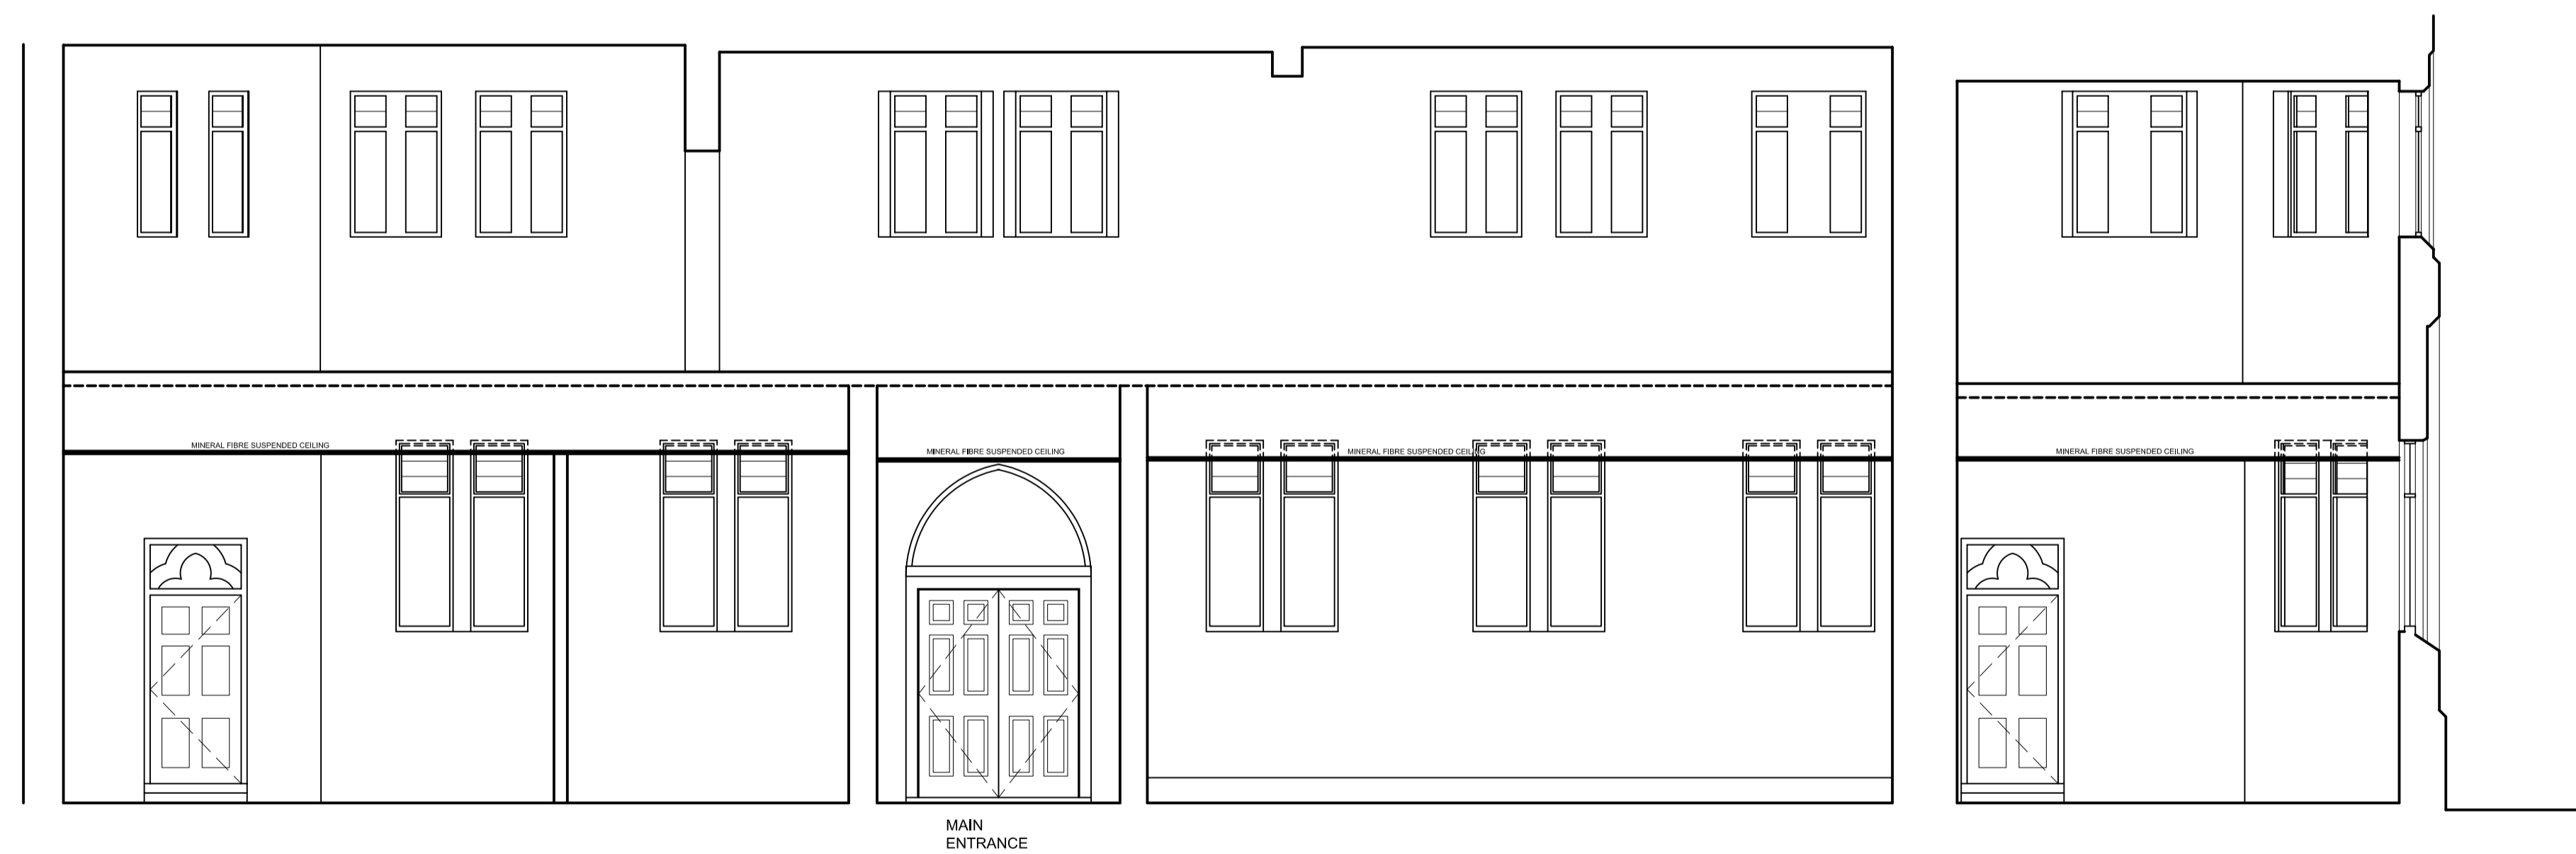 MINERAL FIBRE SUSPENDED CEILING
MINERAL FIBRE SUSPENDED CEILING
MINERAL FIBRE SUSPENDED CEILING
MINERAL FIBRE SUSPENDED CEILING
MAIN
ENTRANCE